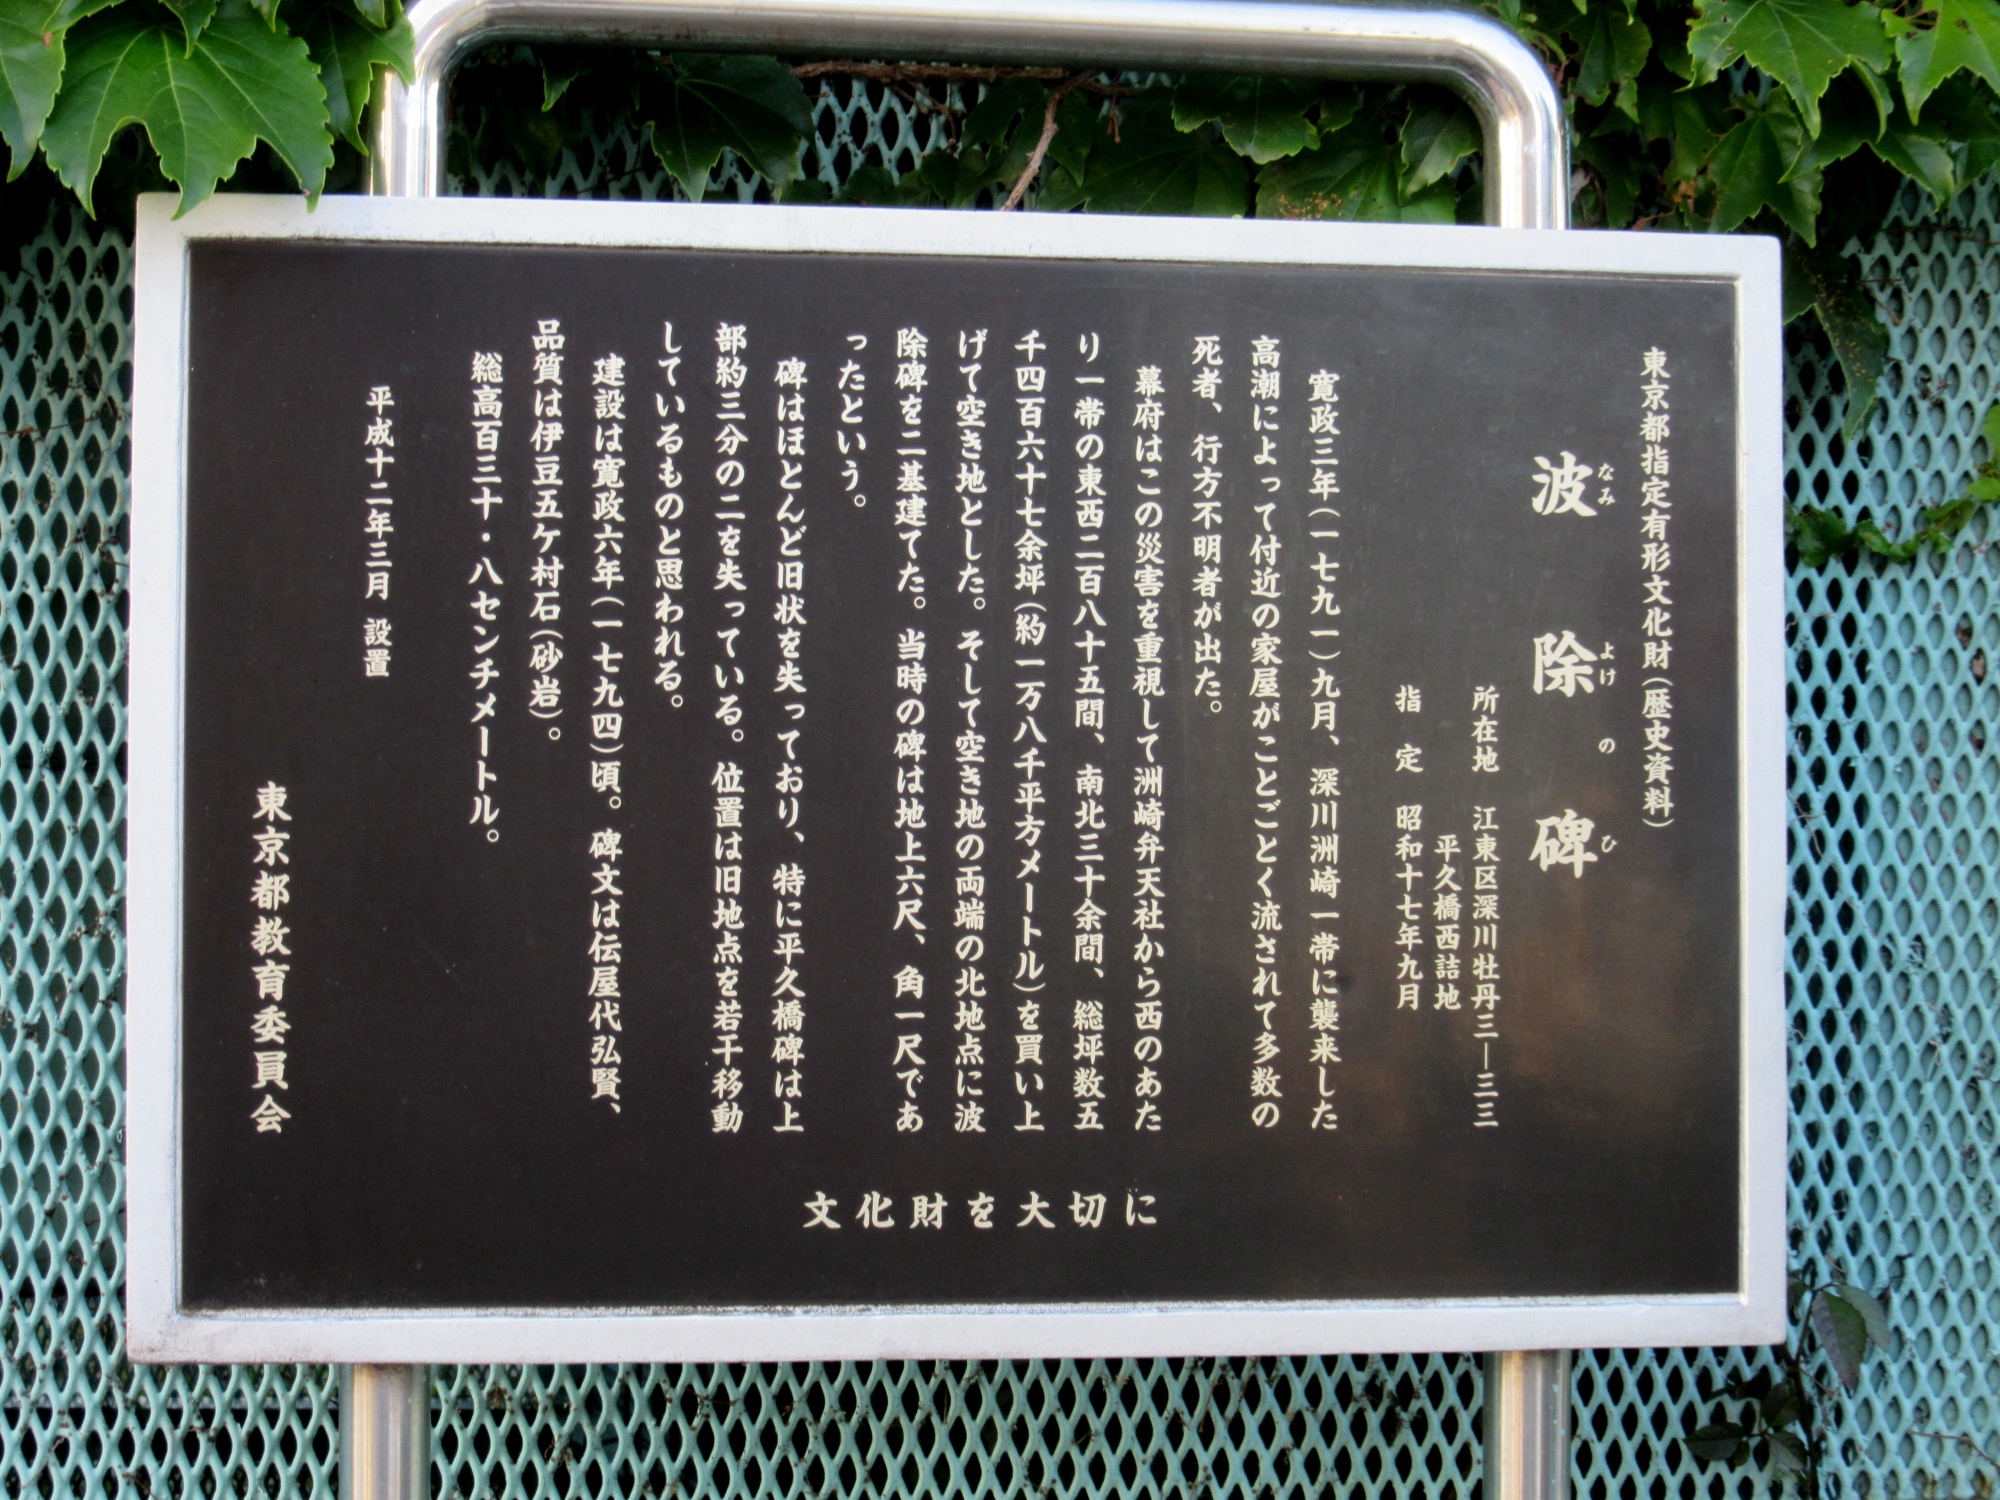 東京都指定有形文化財(歴史資料)
波除碑
なみよけのひ
所在地 江東区深川牡丹三―三三
平久橋西詰地
指定 昭和十七年九月
寛政三年(一七九一)九月、深川洲崎一帯に襲来した
高潮によって付近の家屋がことごとく流されて多数の
死者、行方不明者が出た。
幕府はこの災害を重視して洲崎弁天社から西のあた
り一帯の東西二百八十五間、南北三十余間、総坪数五
千四百六十七余坪(約一万八千平方メートル)を買い上
げて空き地とした。そして空き地の両端の北地点に波
除碑を二基建てた。当時の碑は地上六尺、角一尺であ
ったという。
碑はほとんど旧状を失っており、特に平久橋碑は上
部約三分の二を失っている。位置は旧地点を若干移動
しているものと思われる。
建設は寛政六年(一七九四)頃。碑文は伝屋代弘賢、
品質は伊豆五ケ村石(砂岩)。
総高百三十・八センチメートル。
平成十二年三月 設置
東京都教育委員会
文化財を大切に